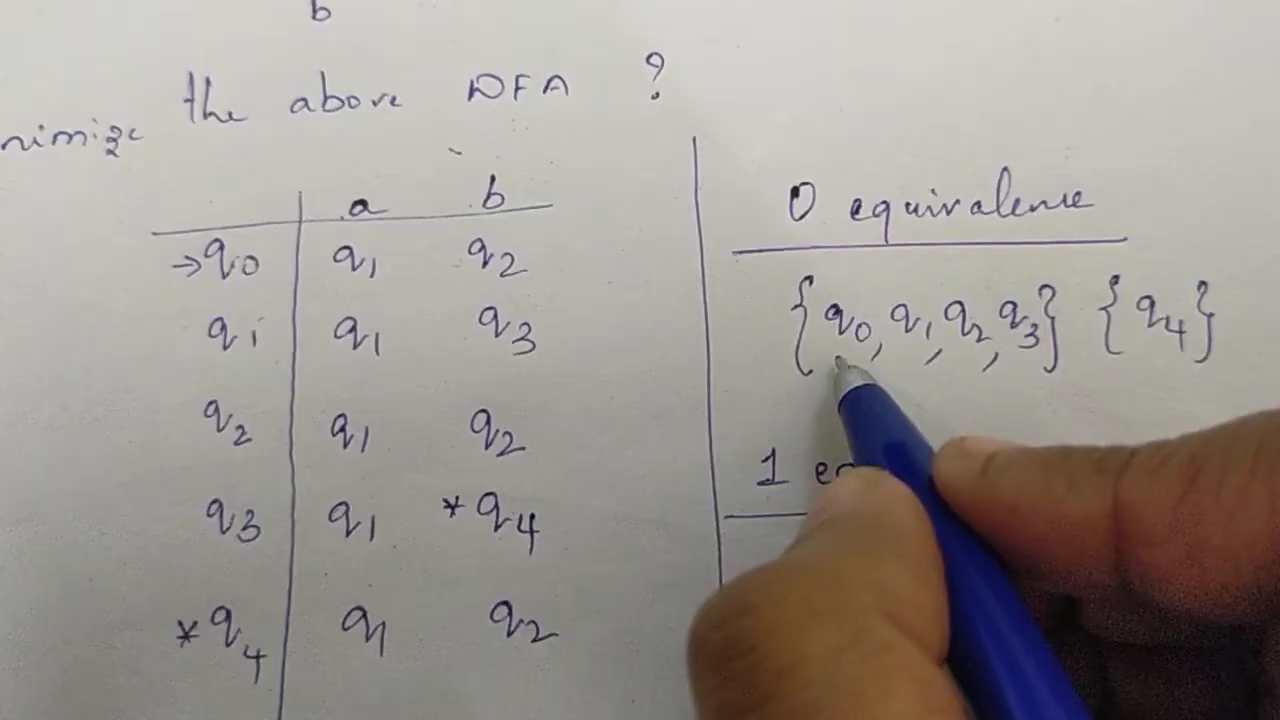 b
the above DFA ?
nimize
a b
→q0 q1 q2
q1 q1 q3
q2 q1 q2
q3 q1 *q4
*q4 q1 q2
0 equivalence
{q0, q1, q2, q3} {q4}
1 e